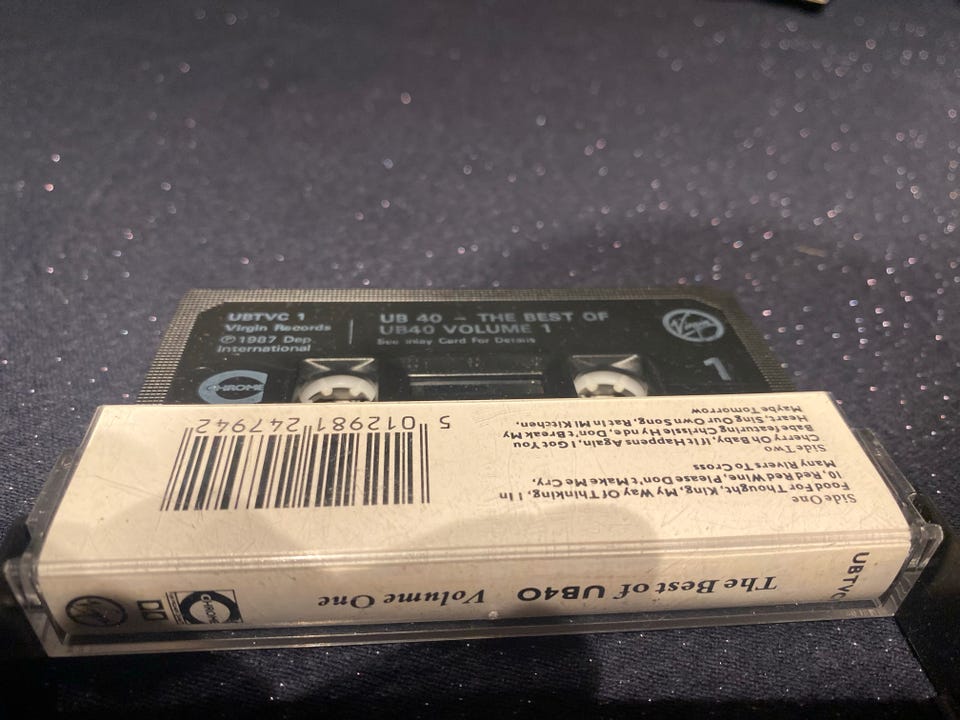 UBTVC 1
Virgin Records
℗1987 Dep
International
UB 40 - THE BEST OF
UB40 VOLUME 1
See Inlay Card For Details
Virgin
1
CHROME
Side One
Food For Thought, King, My Way Of Thinking, 1 In
10, Red Red Wine, Please Don't Make Me Cry,
Many Rivers To Cross
Side Two
Cherry Oh Baby, If It Happens Again, I Got You
Babe featuring Chrissie Hynde, Don't Break My
Heart, Sing Our Own Song, Rat In Mi Kitchen,
Maybe Tomorrow
5 012981 247942
UBTVC
The Best of UB40 Volume One
CHROME